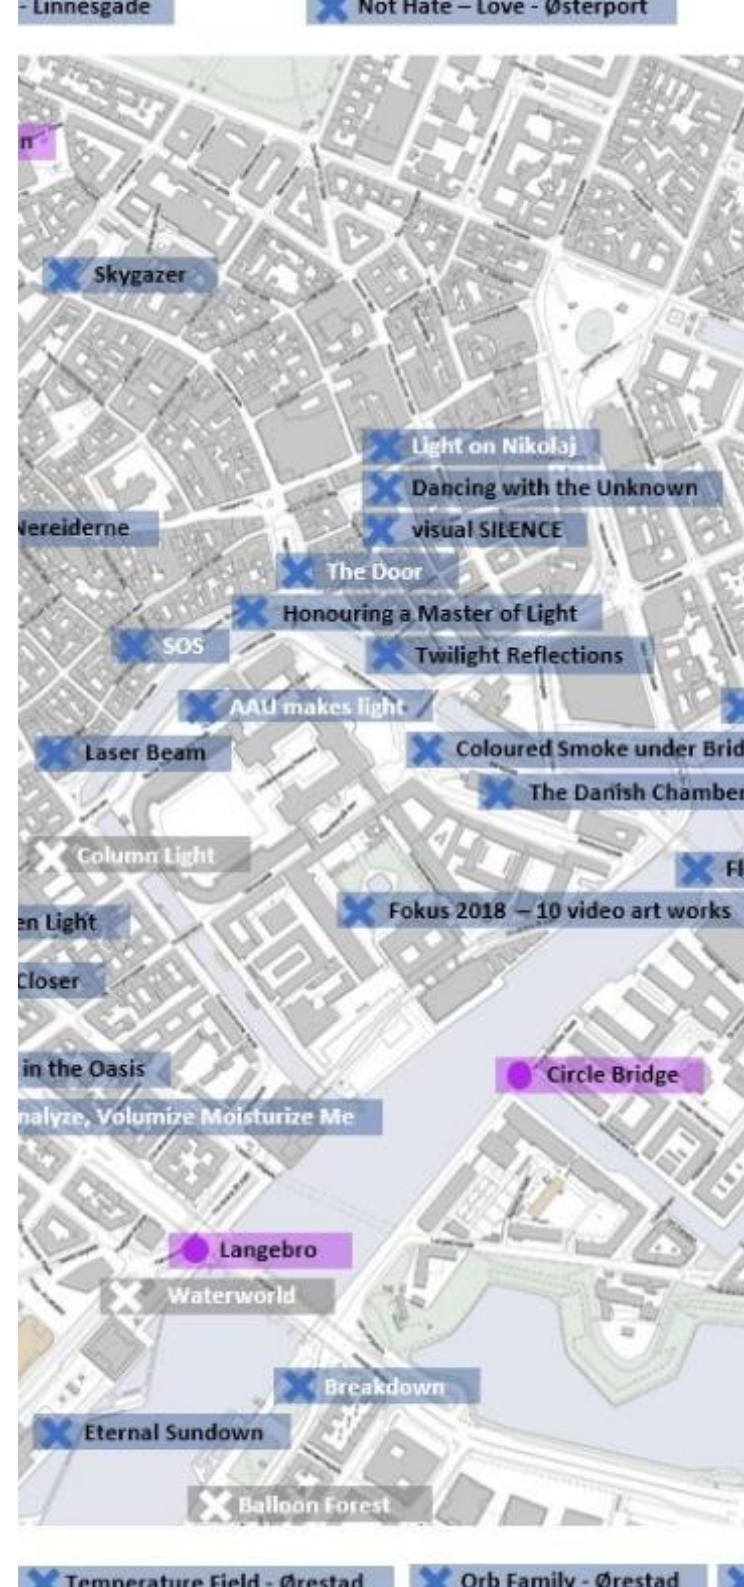 - Linnesgade
Not Hate – Love - Østerport
n
Skygazer
Light on Nikolaj
Dancing with the Unknown
visual SILENCE
Nereiderne
The Door
Honouring a Master of Light
SOS
Twilight Reflections
AAU makes light
Laser Beam
Coloured Smoke under Brid
The Danish Chamber
Column Light
Fl
Fokus 2018 – 10 video art works
en Light
Closer
in the Oasis
Circle Bridge
nalyze, Volumize Moisturize Me
Langebro
Waterworld
Breakdown
Eternal Sundown
Balloon Forest
Temperature Field - Ørestad
Orb Family - Ørestad